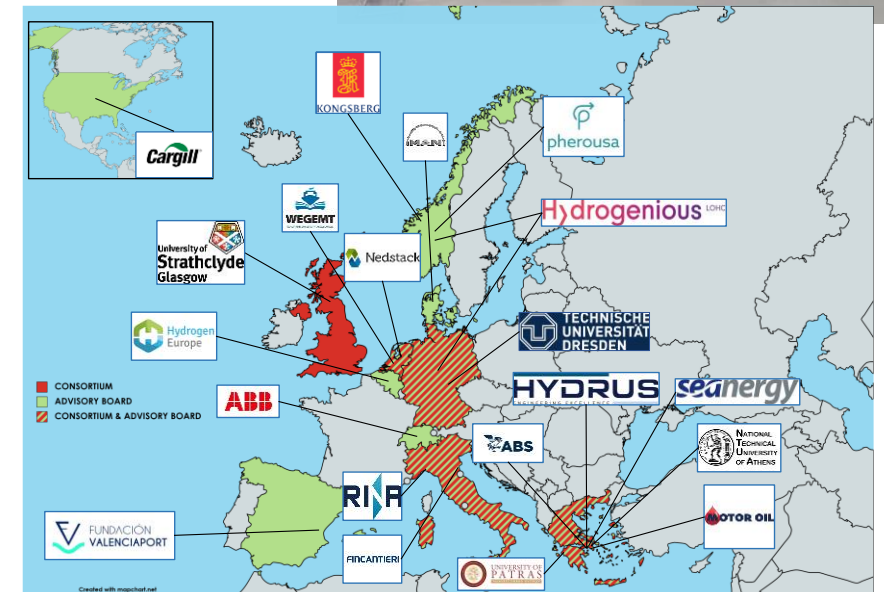 Cargill
KONGSBERG
MAN
pherousa
WEGEMT
Hydrogenious LOHC
University of
Strathclyde
Glasgow
Nedstack
Hydrogen
Europe
TECHNISCHE
UNIVERSITÄT
DRESDEN
HYDRUS
ENGINEERING EXCELLENCE
seanergy
CONSORTIUM
ADVISORY BOARD
CONSORTIUM & ADVISORY BOARD
ABB
ABS
NATIONAL
TECHNICAL
UNIVERSITY
OF ATHENS
RINA
FUNDACIÓN
VALENCIAPORT
MOTOR OIL
FINCANTIERI
UNIVERSITY OF
PATRAS
Created with mapchart.net